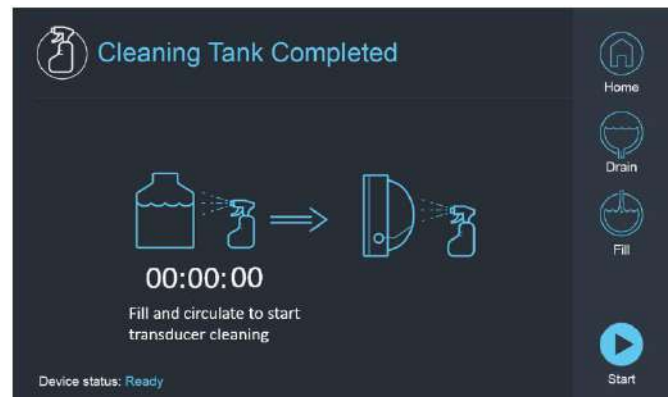 Cleaning Tank Completed
Home
Drain
Fill
00:00:00
Fill and circulate to start
transducer cleaning
Device status: Ready
Start